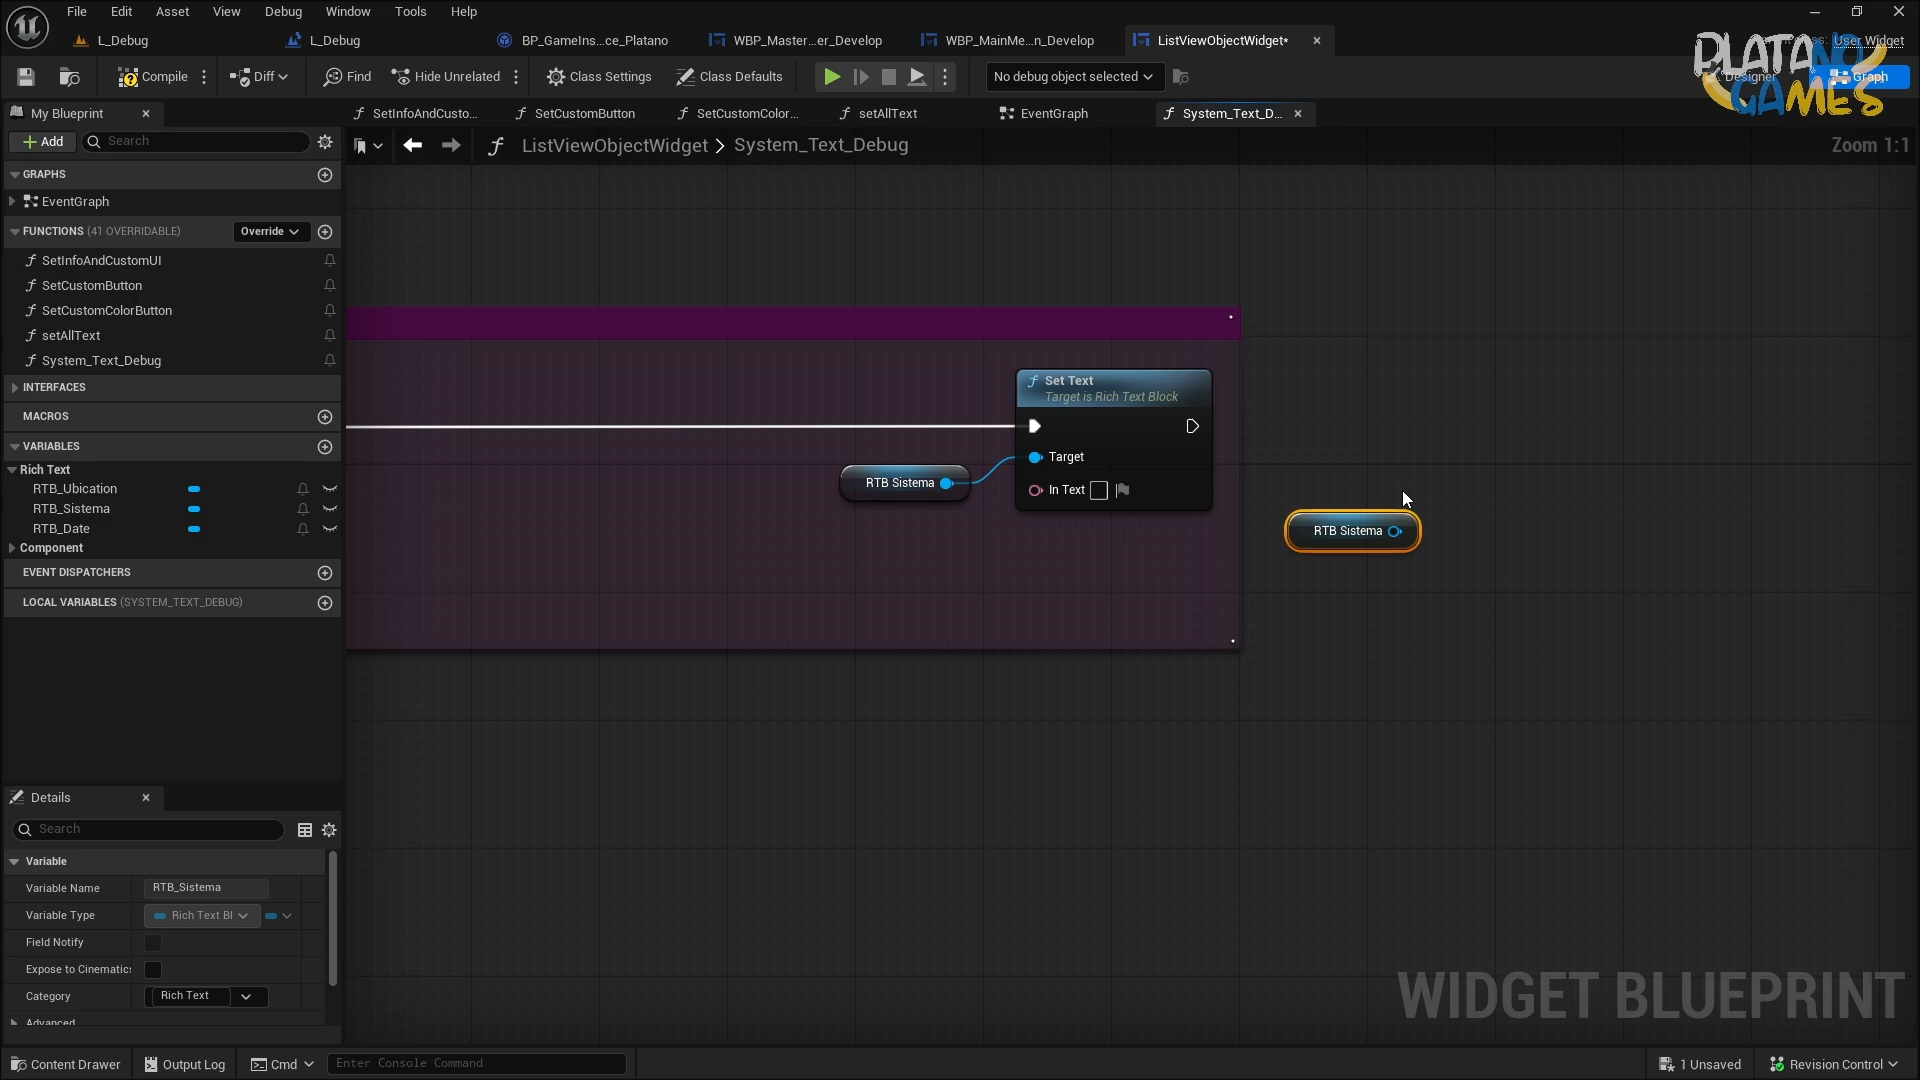 File Edit Asset View Debug Window Tools Help
L_Debug L_Debug BP_GameIns...ce_Platano WBP_Master...er_Develop WBP_MainMe...n_Develop ListViewObjectWidget*
User Widget
Compile Diff Find Hide Unrelated Class Settings Class Defaults No debug object selected Designer Graph
PLATANO GAMES
My Blueprint SetInfoAndCusto... SetCustomButton SetCustomColor... setAllText EventGraph System_Text_D...
Add Search ListViewObjectWidget > System_Text_Debug Zoom 1:1
GRAPHS
EventGraph
FUNCTIONS (41 OVERRIDABLE) Override
SetInfoAndCustomUI
SetCustomButton
SetCustomColorButton
setAllText
System_Text_Debug
INTERFACES
MACROS
VARIABLES
Rich Text
RTB_Ubication
RTB_Sistema
RTB_Date
Component
EVENT DISPATCHERS
LOCAL VARIABLES (SYSTEM_TEXT_DEBUG)
Set Text
Target is Rich Text Block
Target
RTB Sistema
In Text
RTB Sistema
Details
Search
Variable
Variable Name RTB_Sistema
Variable Type Rich Text Bl
Field Notify
Expose to Cinematics
Category Rich Text
Advanced
WIDGET BLUEPRINT
Content Drawer Output Log Cmd Enter Console Command 1 Unsaved Revision Control